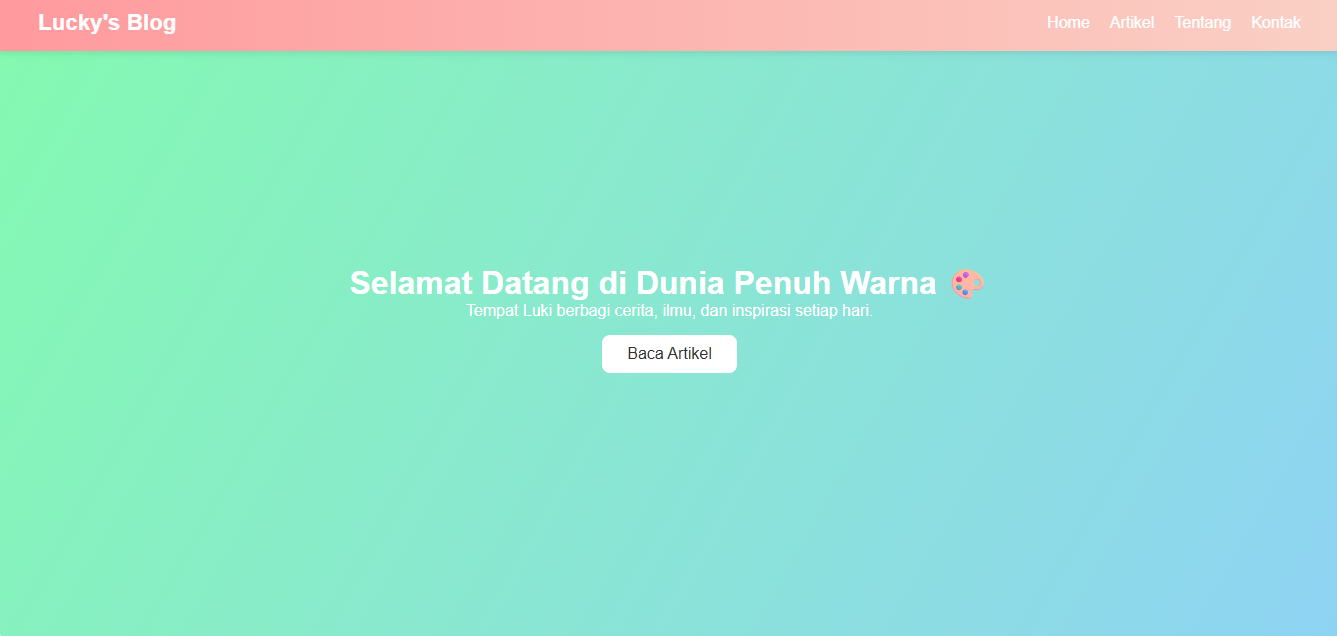 Lucky's Blog
Home Artikel Tentang Kontak
Selamat Datang di Dunia Penuh Warna 🎨
Tempat Luki berbagi cerita, ilmu, dan inspirasi setiap hari.
Baca Artikel